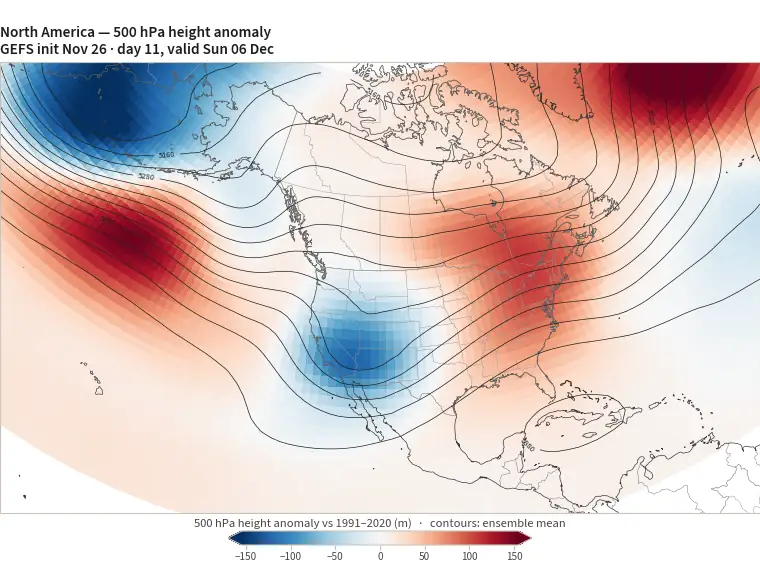 North America — 500 hPa height anomaly
GEFS init Nov 26 · day 11, valid Sun 06 Dec
5160
5280
500 hPa height anomaly vs 1991–2020 (m) · contours: ensemble mean
−150 −100 −50 0 50 100 150